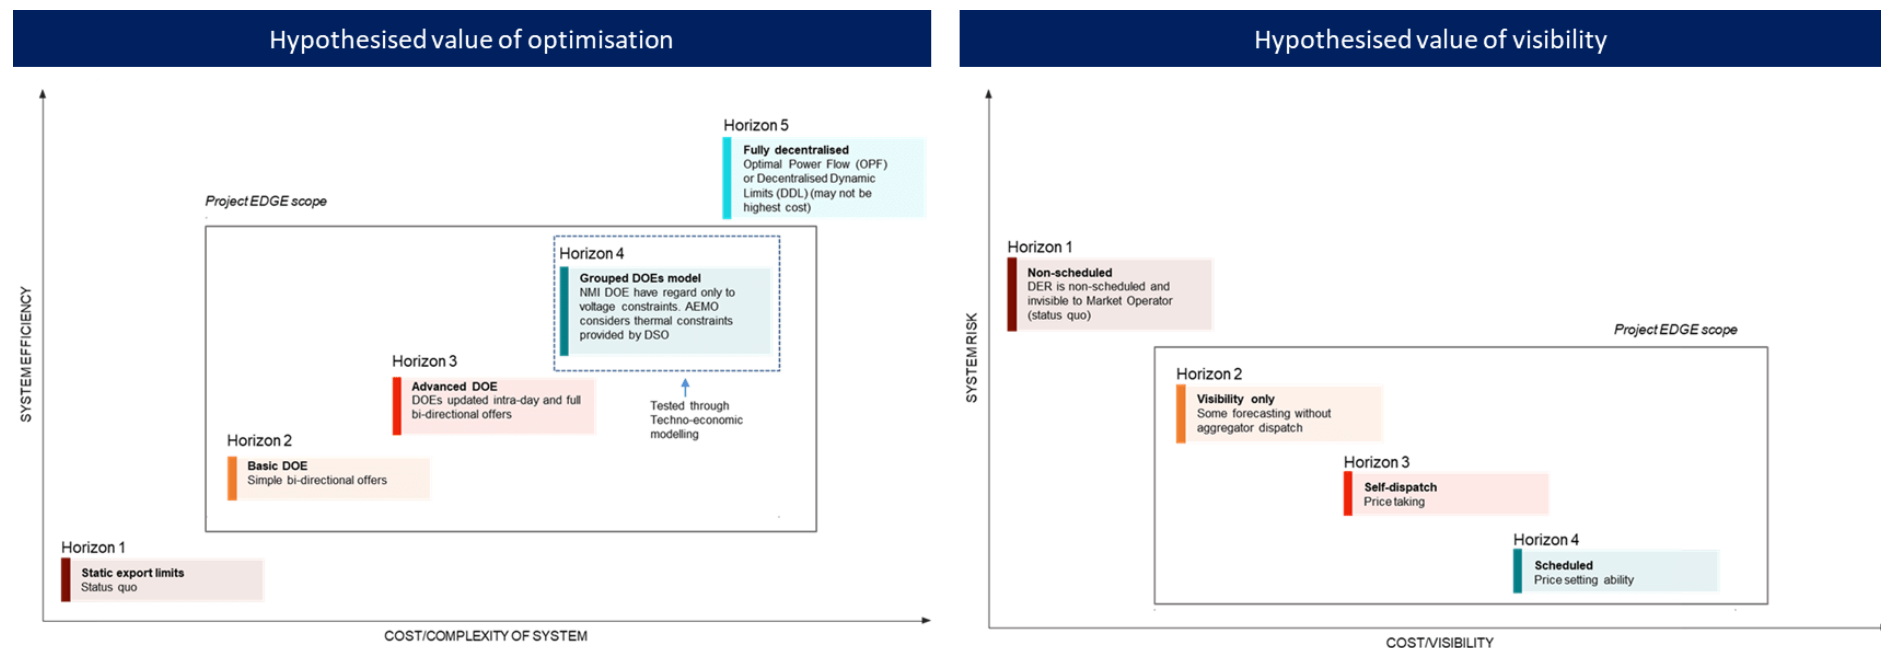 Hypothesised value of optimisation
Horizon 5
Fully decentralised
Optimal Power Flow (OPF)
or Decentralised Dynamic
Limits (DDL) (may not be
highest cost)
Project EDGE scope
Horizon 4
Grouped DOEs model
NMI DOE have regard only to
voltage constraints. AEMO
considers thermal constraints
provided by DSO
Horizon 3
Advanced DOE
DOEs updated intra-day and full
bi-directional offers
Tested through
Techno-economic
modelling
Horizon 2
Basic DOE
Simple bi-directional offers
Horizon 1
Static export limits
Status quo
SYSTEM EFFICIENCY
COST/COMPLEXITY OF SYSTEM
Hypothesised value of visibility
Horizon 1
Non-scheduled
DER is non-scheduled and
invisible to Market Operator
(status quo)
Project EDGE scope
Horizon 2
Visibility only
Some forecasting without
aggregator dispatch
Horizon 3
Self-dispatch
Price taking
Horizon 4
Scheduled
Price setting ability
SYSTEM RISK
COST/VISIBILITY